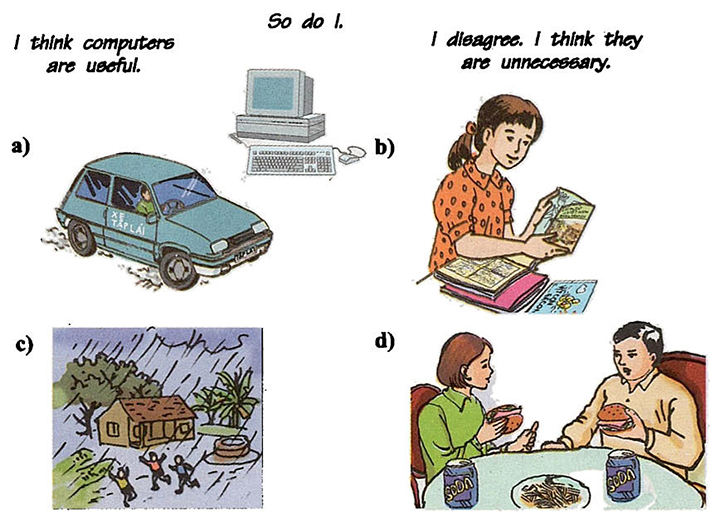 So do I.
I think computers
are useful.
I disagree. I think they
are unnecessary.
a)
b)
XE
TẬP LÁI
c)
d)
SODA
SODA